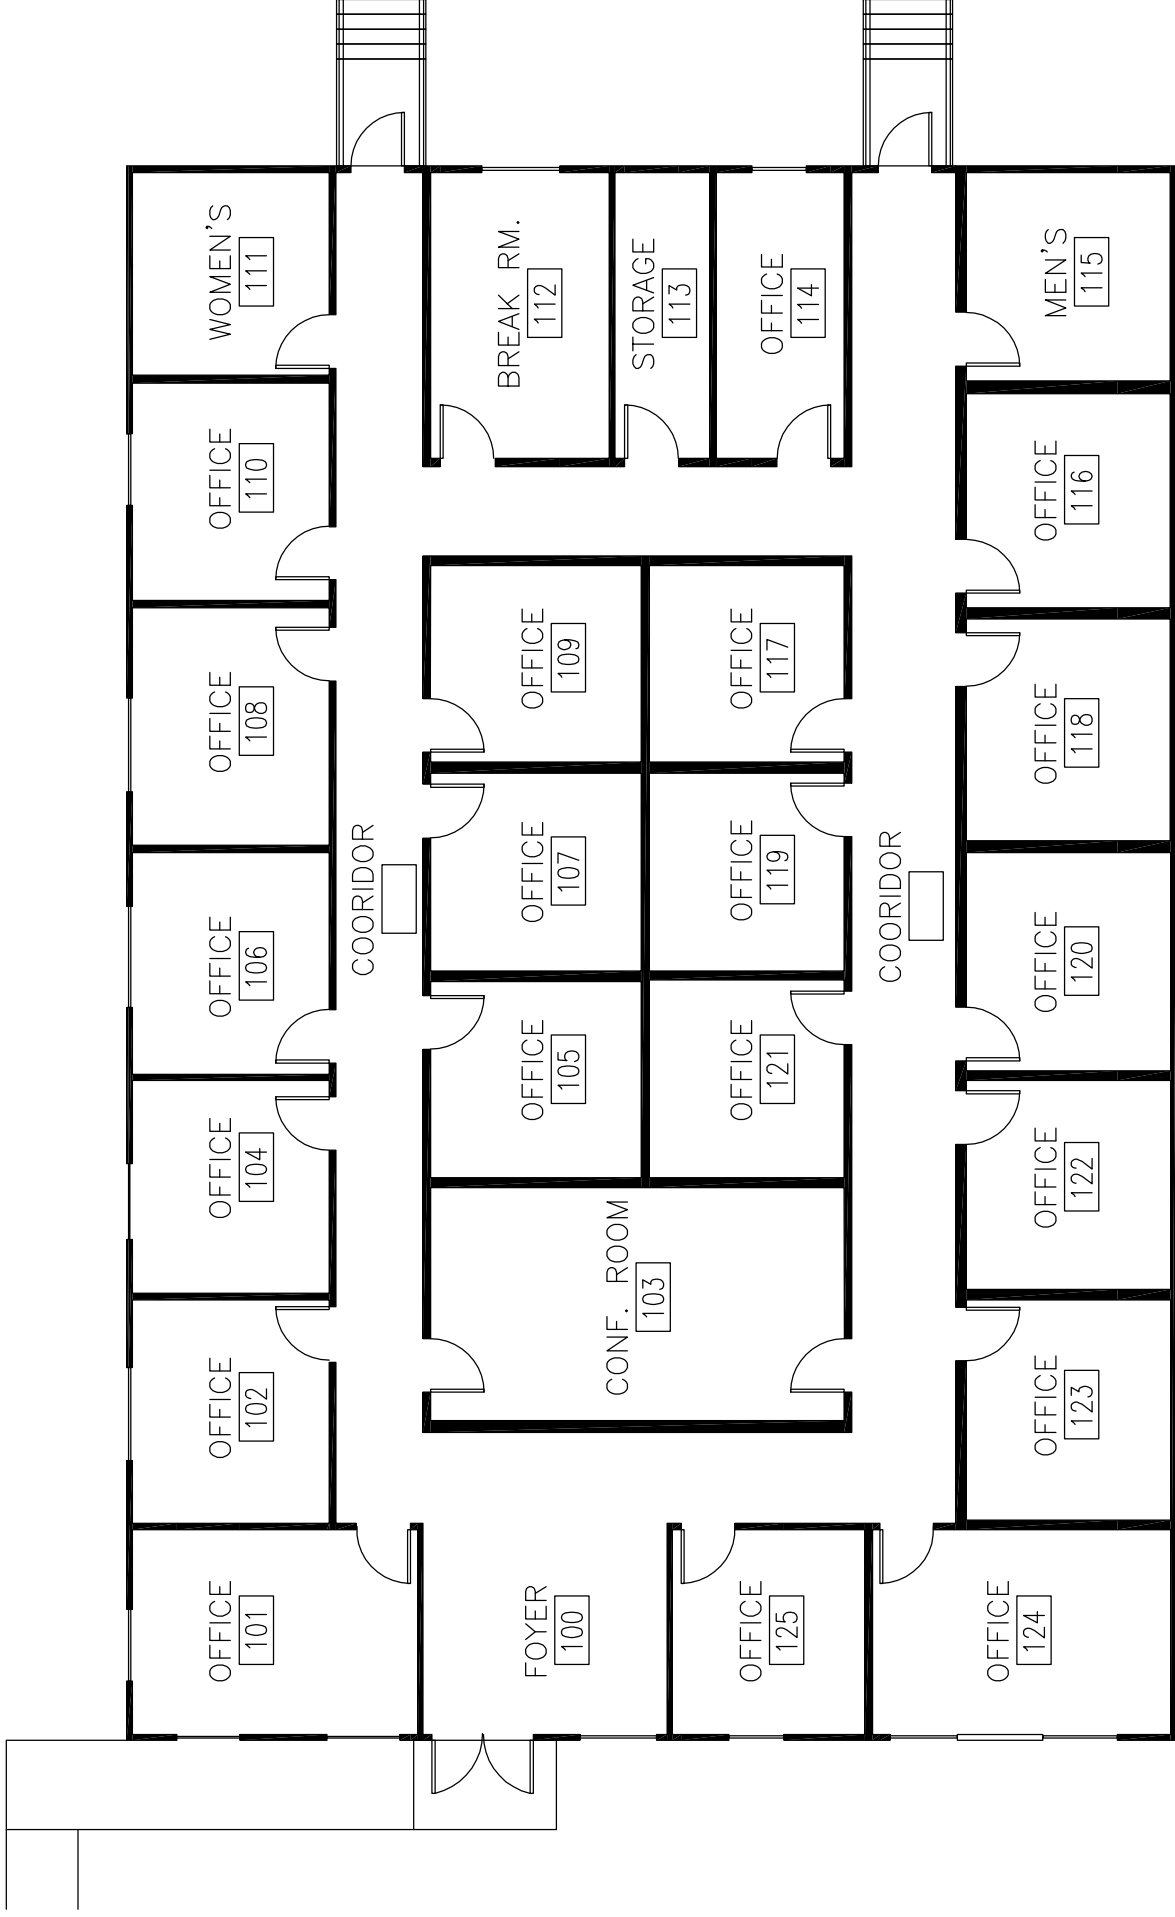 WOMEN'S
111
BREAK RM.
112
STORAGE
113
OFFICE
114
MEN'S
115
OFFICE
110
OFFICE
116
OFFICE
108
OFFICE
109
OFFICE
117
OFFICE
118
COORIDOR
OFFICE
107
OFFICE
119
COORIDOR
OFFICE
106
OFFICE
120
OFFICE
105
OFFICE
121
OFFICE
104
OFFICE
122
CONF. ROOM
103
OFFICE
102
OFFICE
123
OFFICE
101
FOYER
100
OFFICE
125
OFFICE
124